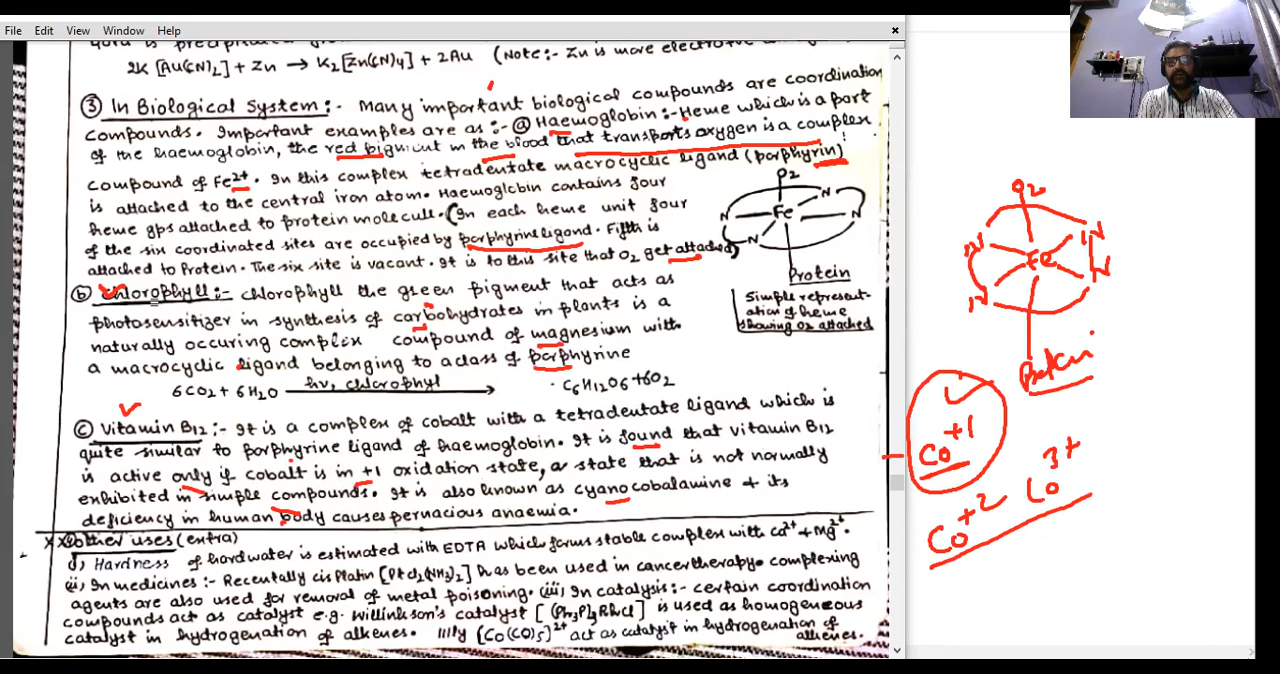 File Edit View Window Help
2K [Au(CN)2] + Zn → K2[Zn(CN)4] + 2Au (Note:- Zn is more
③ In Biological System:- Many important biological compounds are coordination
compounds. Important examples are as :- ⓐ Haemoglobin :- Heme which is a part
of the haemoglobin, the red pigment in the blood that transports oxygen is a complex
compound of Fe2+. In this complex tetradentate macrocyclic ligand (porphyrin)
is attached to the central iron atom. Haemoglobin contains four
heme gps attached to protein molecule. (In each heme unit four
of the six coordinated sites are occupied by porphyrine ligand. Fifth is
attached to Protein. The six site is vacant. It is to this site that O2 get attached)
O2
N
N
Fe
N
N
Protein
Simple represent-
ation of heme
showing O2 attached
ⓑ Chlorophyll :- Chlorophyll the green pigment that acts as
photosensitizer in synthesis of carbohydrates in plants is a
naturally occuring complex compound of magnesium with
a macrocyclic ligand belonging to a class of porphyrine
6CO2 + 6H2O hν, chlorophyl → C6H12O6 + 6O2
ⓒ Vitamin B12 :- It is a complex of cobalt with a tetradentate ligand which is
quite similar to porphyrine ligand of haemoglobin. It is found that vitamin B12
is active only if cobalt is in +1 oxidation state, a state that is not normally
exhibited in simple compounds. It is also known as cyanocobalamine + its
deficiency in human body causes pernacious anaemia.
xx Other uses (extra)
i, Hardness of hardwater is estimated with EDTA which forms stable complex with Ca2+ + Mg2+.
ii, In medicines :- Recentally cis Platin [PtCl2(NH3)2] has been used in cancer therapy. complexing
agents are also used for removal of metal poisoning. (iii, In catalysis :- certain coordination
compounds act as catalyst e.g. Willinkson's catalyst [(Ph3P)3RhCl] is used as homogeneous
catalyst in hydrogenation of alkenes. |||ly [Co(CO)5]2+ act as catalyst in hydrogenation of
alkenes.
O2
N
N
Fe
N
N
Protein
Co+1
Co+2 Co3+